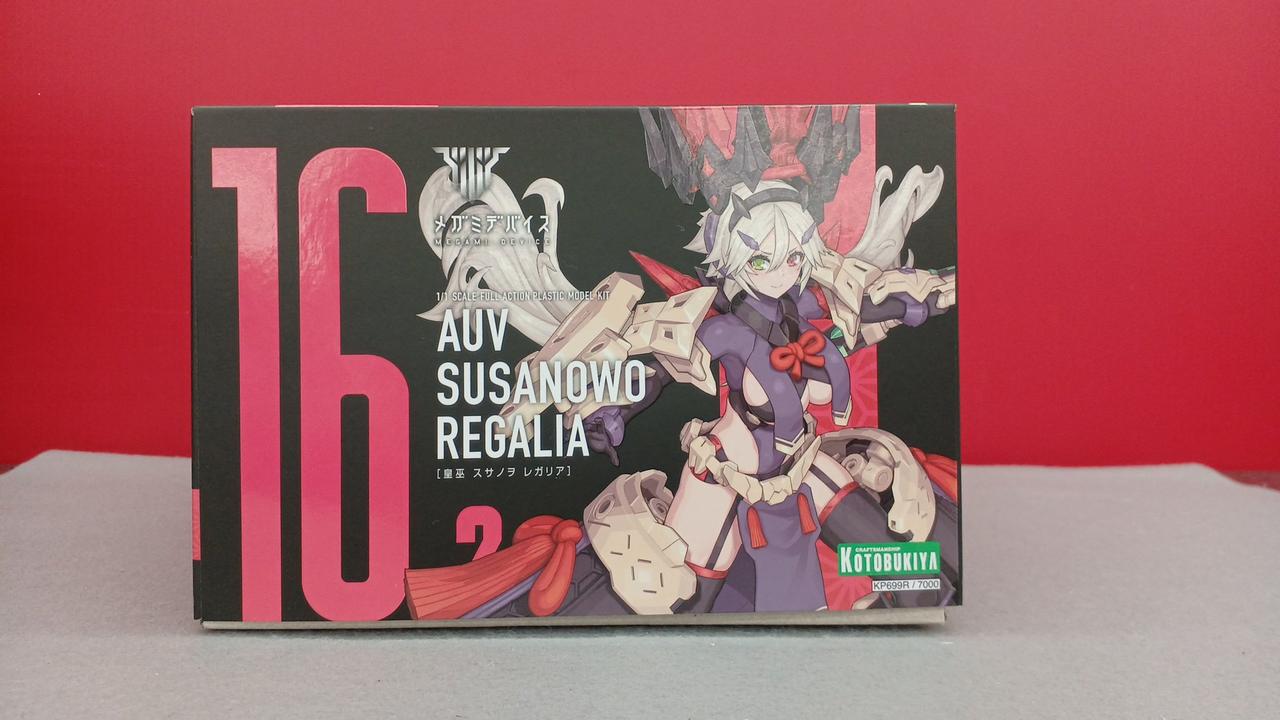 16
メガミデバイス
MEGAMI DEVICE
1/1 SCALE FULL ACTION PLASTIC MODEL KIT
AUV
SUSANOWO
REGALIA
[皇巫 スサノヲ レガリア]
2
CRAFTSMANSHIP
KOTOBUKIYA
KP699R / 7000